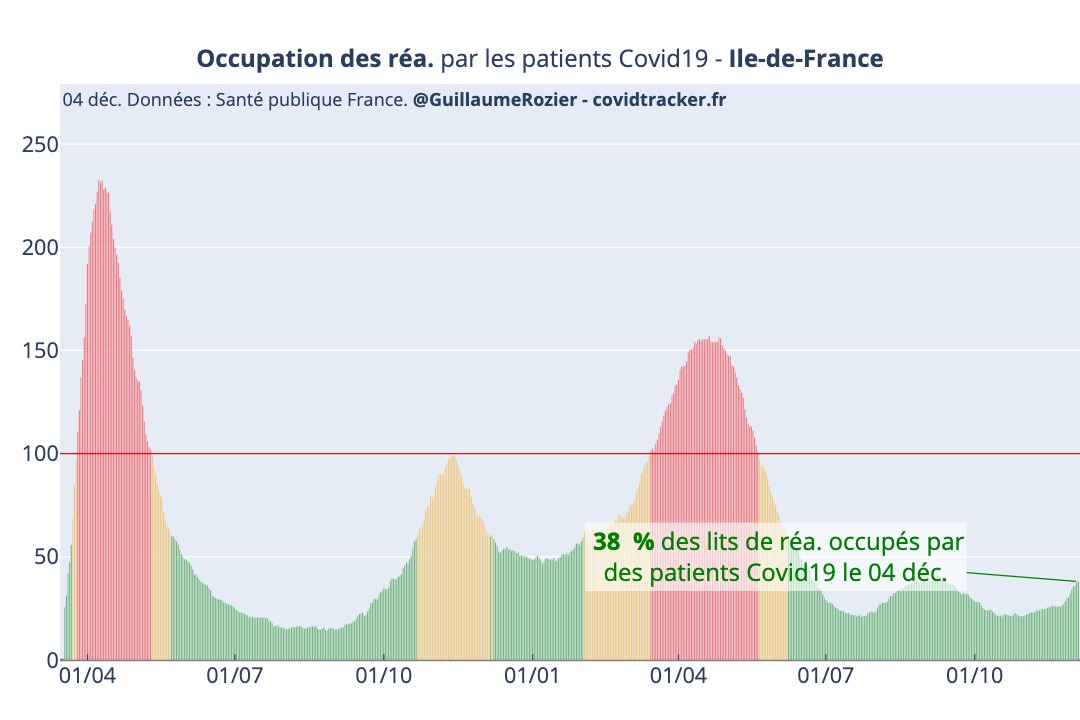 Occupation des réa. par les patients Covid19 - Ile-de-France
04 déc. Données : Santé publique France. @GuillaumeRozier - covidtracker.fr
250
200
150
100
50
0
38 % des lits de réa. occupés par
des patients Covid19 le 04 déc.
01/04 01/07 01/10 01/01 01/04 01/07 01/10